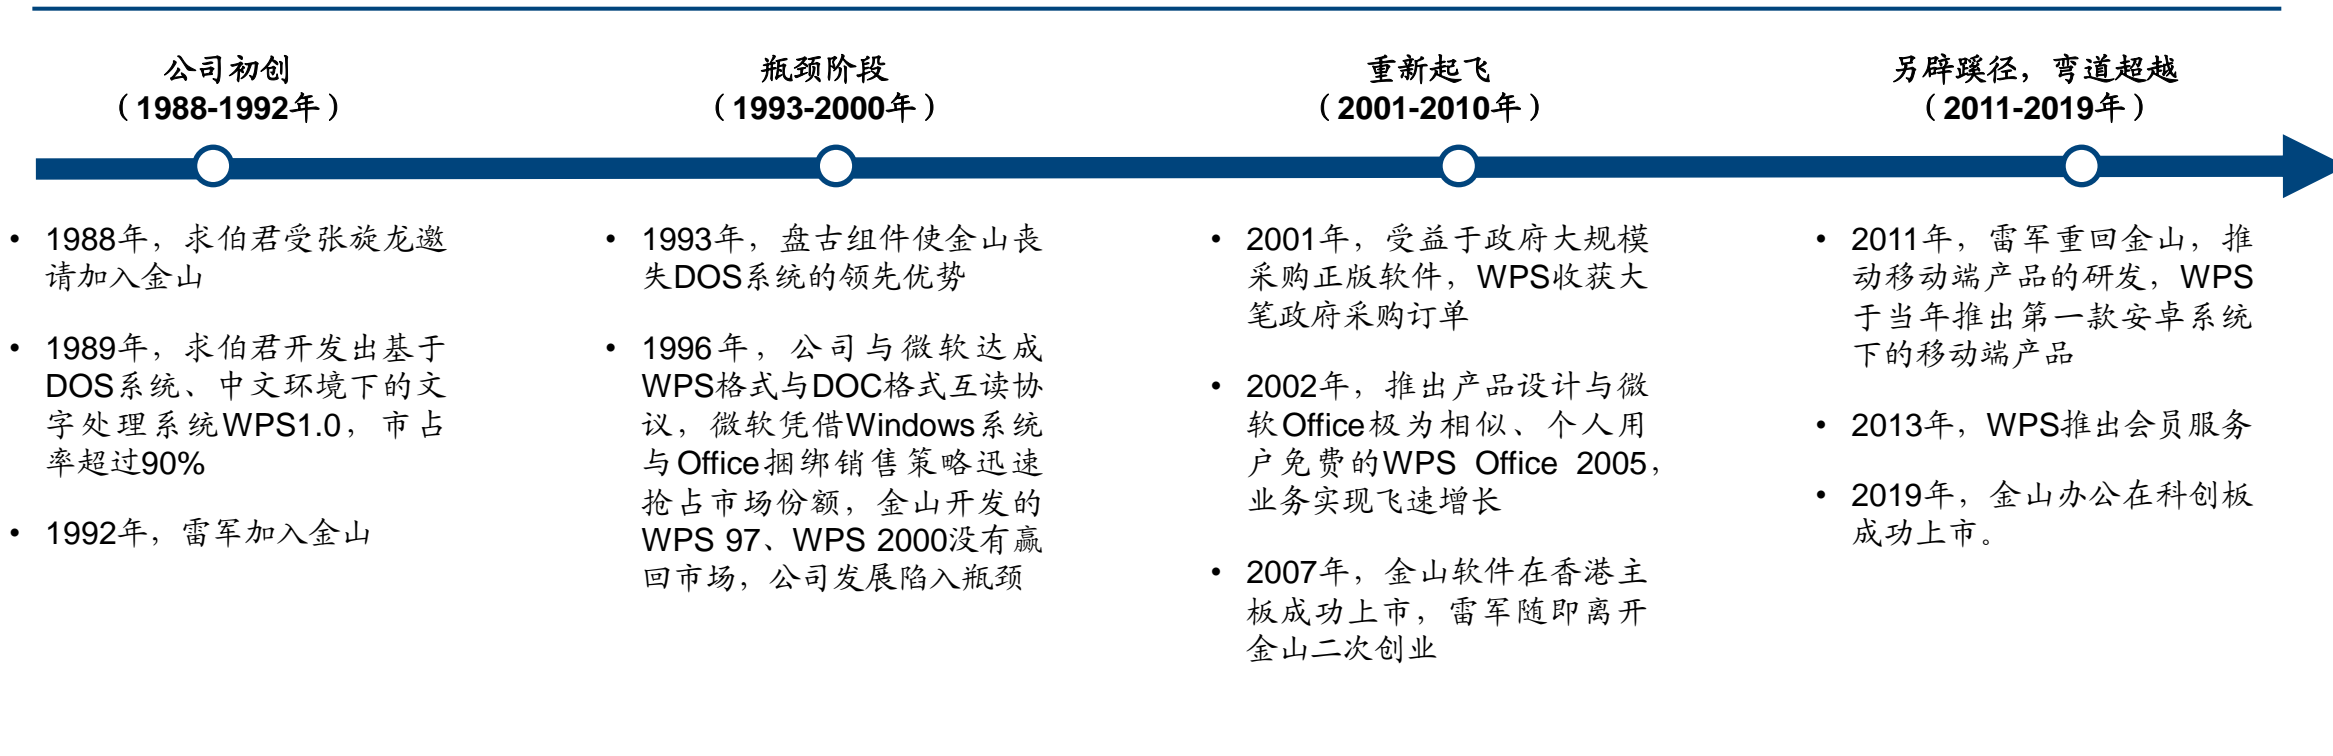 公司初创
（1988-1992年）
• 1988年，求伯君受张旋龙邀
请加入金山
• 1989年，求伯君开发出基于
DOS系统、中文环境下的文
字处理系统WPS1.0，市占
率超过90%
• 1992年，雷军加入金山
瓶颈阶段
（1993-2000年）
• 1993年，盘古组件使金山丧
失DOS系统的领先优势
• 1996年，公司与微软达成
WPS格式与DOC格式互读协
议，微软凭借Windows系统
与Office捆绑销售策略迅速
抢占市场份额，金山开发的
WPS 97、WPS 2000没有赢
回市场，公司发展陷入瓶颈
重新起飞
（2001-2010年）
• 2001年，受益于政府大规模
采购正版软件，WPS收获大
笔政府采购订单
• 2002年，推出产品设计与微
软Office极为相似、个人用
户免费的WPS Office 2005，
业务实现飞速增长
• 2007年，金山软件在香港主
板成功上市，雷军随即离开
金山二次创业
另辟蹊径，弯道超越
（2011-2019年）
• 2011年，雷军重回金山，推
动移动端产品的研发，WPS
于当年推出第一款安卓系统
下的移动端产品
• 2013年，WPS推出会员服务
• 2019年，金山办公在科创板
成功上市。